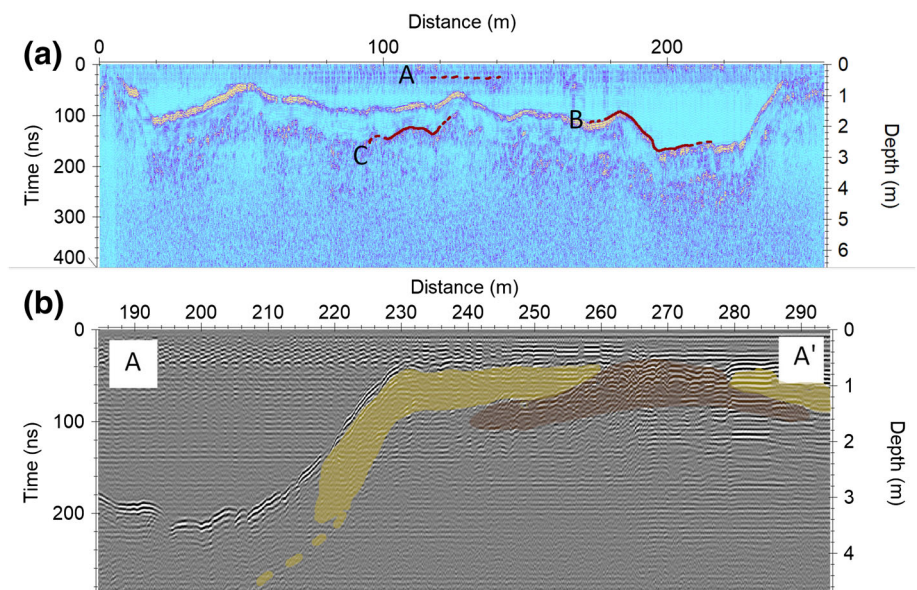 Distance (m)
(a)
0 100 200
0 0
A
100 1
B
2
C
200 3
4
300 5
400 6
Time (ns)
Depth (m)
(b)
Distance (m)
190 200 210 220 230 240 250 260 270 280 290
0 0
A A'
1
100
2
3
200
4
Time (ns)
Depth (m)